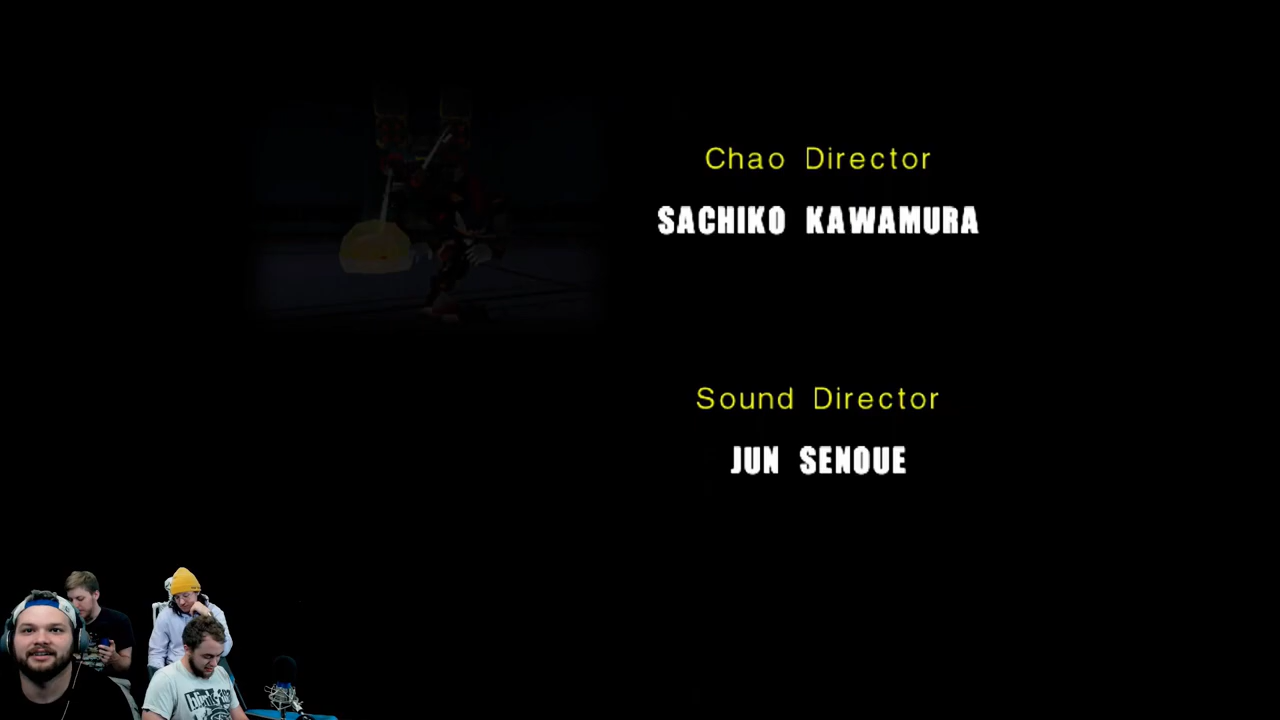 Chao Director
SACHIKO KAWAMURA
Sound Director
JUN SENOUE